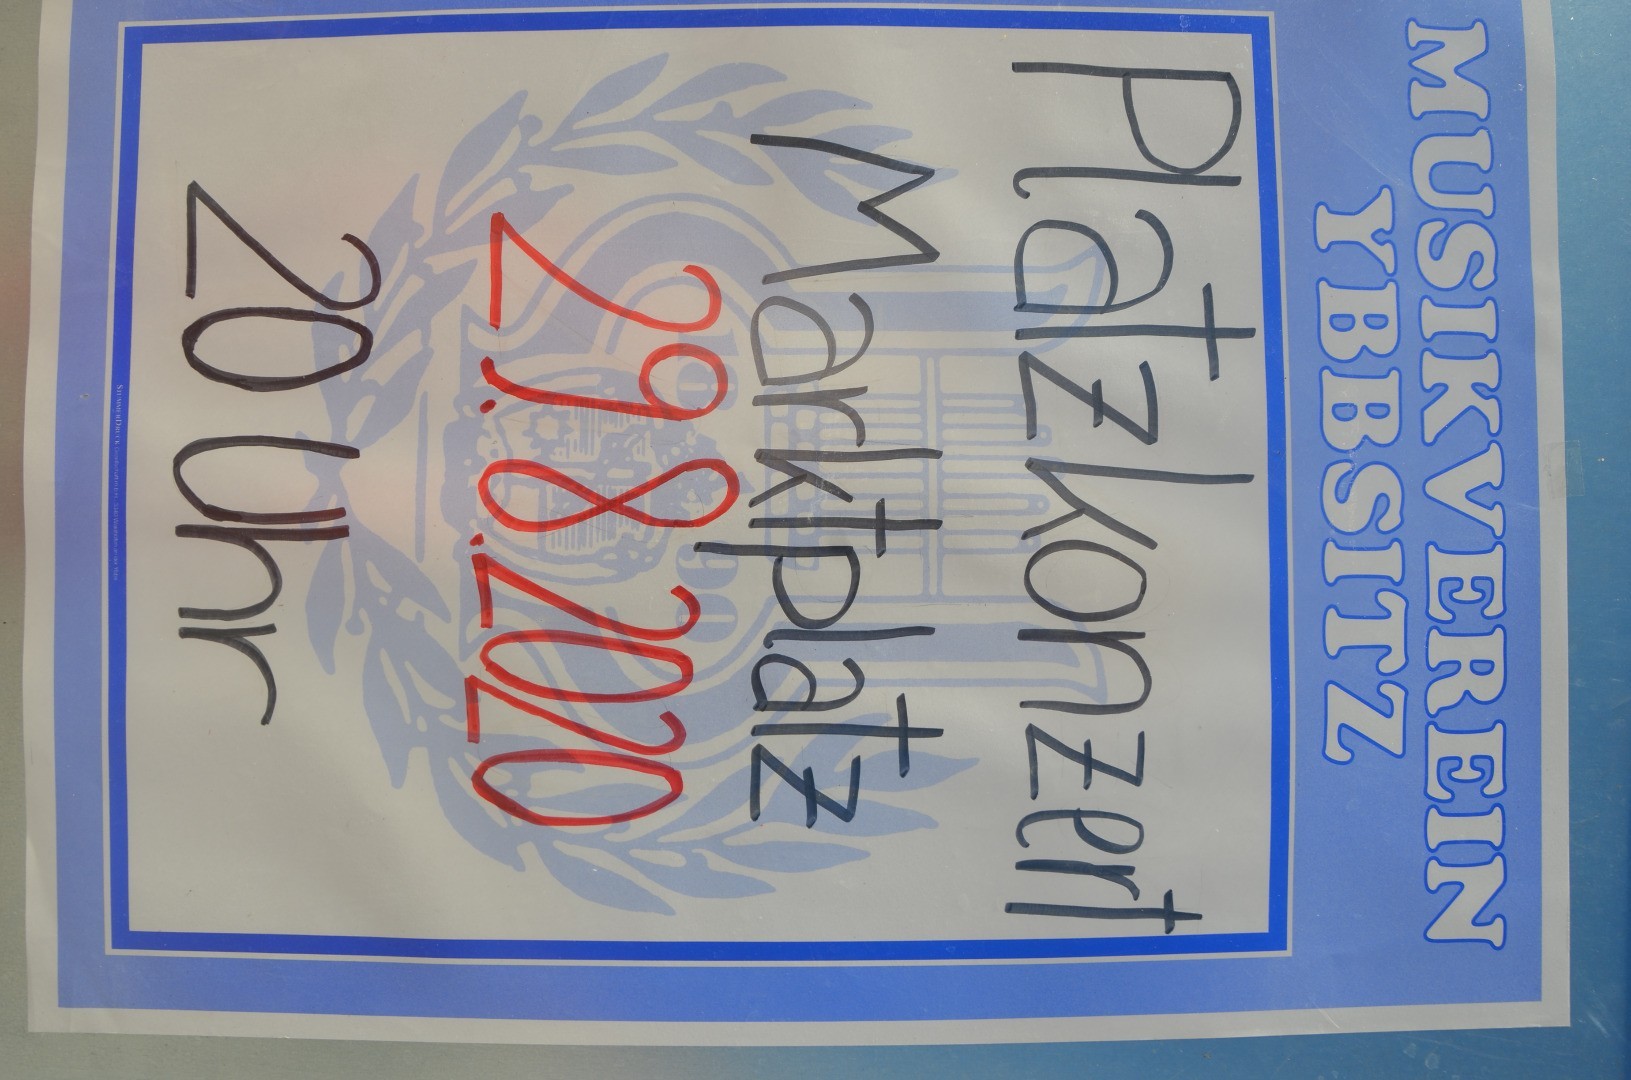 MUSIKVEREIN
YBBSITZ
Platzkonzert
Marktplatz
29. 8. 2020
20 Uhr